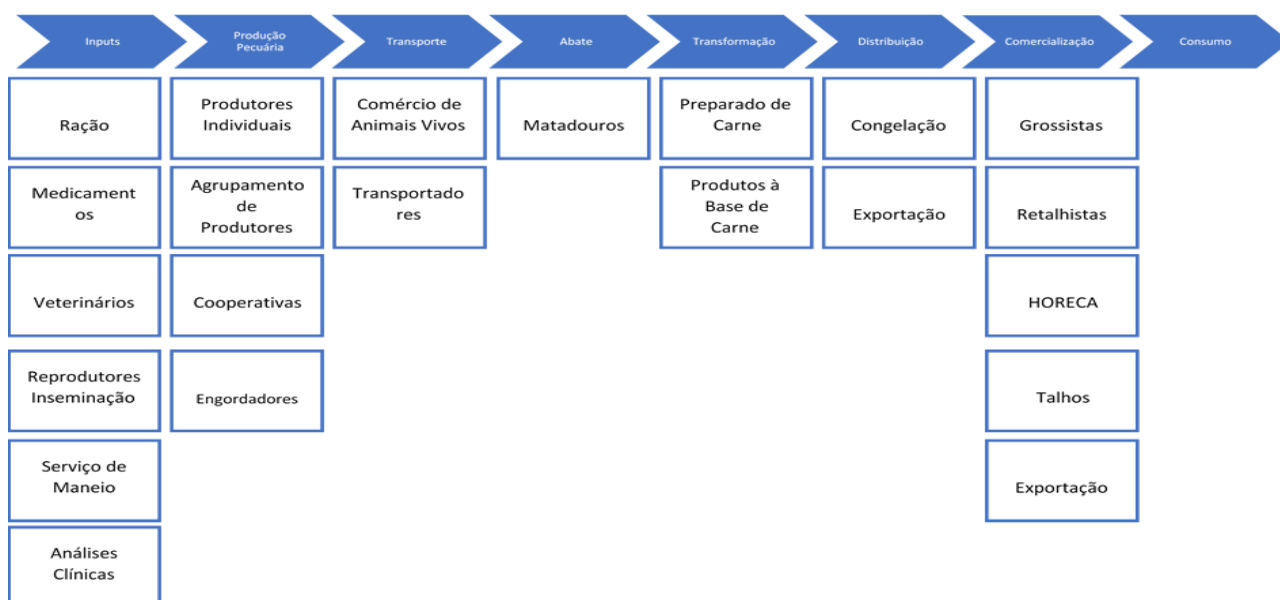 Inputs
Produção
Pecuária
Transporte
Abate
Transformação
Distribuição
Comercialização
Consumo
Ração
Medicament
os
Veterinários
Reprodutores
Inseminação
Serviço de
Maneio
Análises
Clínicas
Produtores
Individuais
Agrupamento
de
Produtores
Cooperativas
Engordadores
Comércio de
Animais Vivos
Transportado
res
Matadouros
Preparado de
Carne
Produtos à
Base de
Carne
Congelação
Exportação
Grossistas
Retalhistas
HORECA
Talhos
Exportação